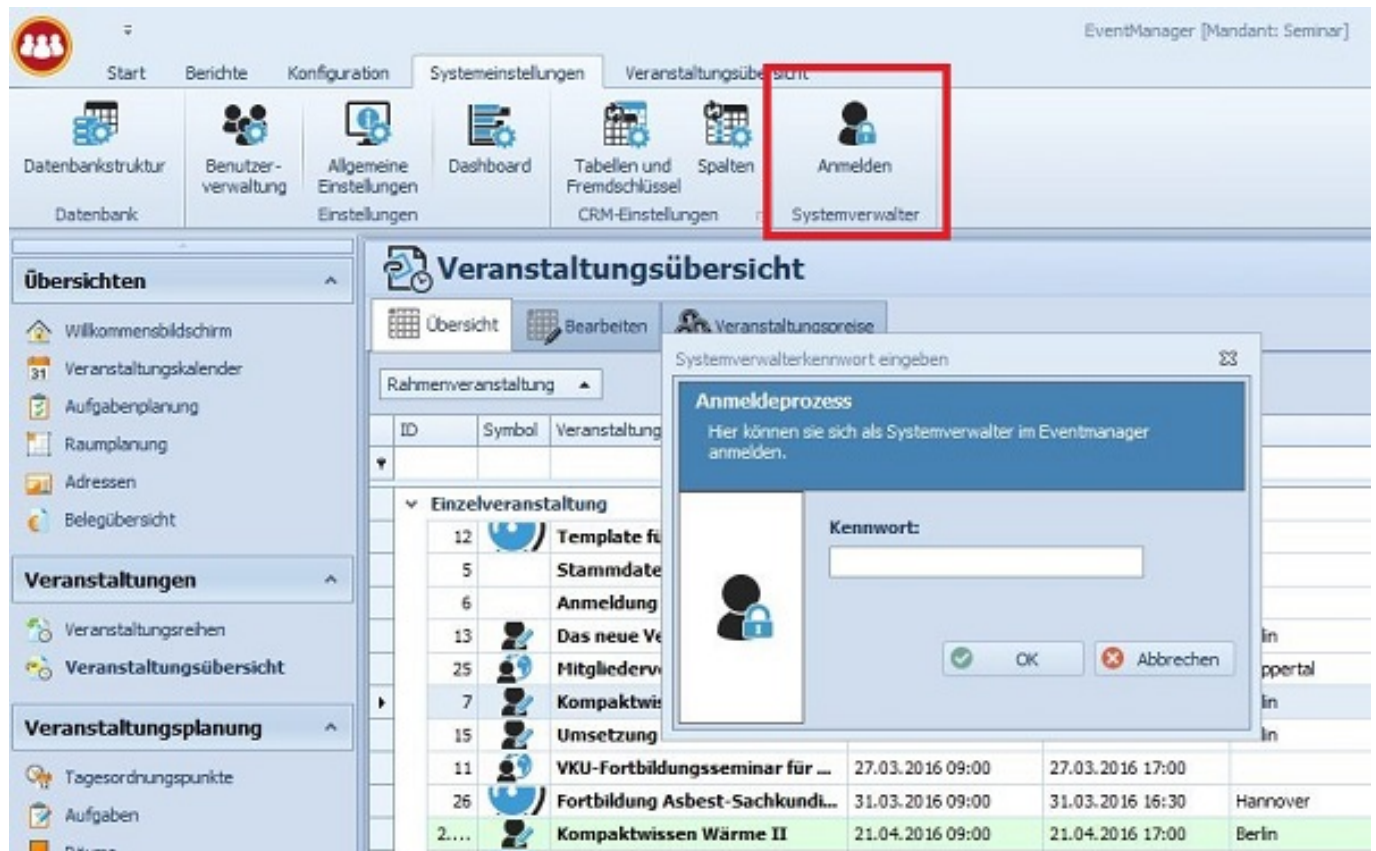 EventManager [Mandant: Seminar]
Start Berichte Konfiguration Systemeinstellungen Veranstaltungsübersicht
Datenbankstruktur
Benutzer-
verwaltung
Allgemeine
Einstellungen
Dashboard
Tabellen und
Fremdschlüssel
Spalten
Anmelden
Datenbank Einstellungen CRM-Einstellungen Systemverwalter
Übersichten
Willkommensbildschirm
31 Veranstaltungskalender
Aufgabenplanung
Raumplanung
Adressen
Belegübersicht
Veranstaltungen
Veranstaltungsreihen
Veranstaltungsübersicht
Veranstaltungsplanung
Tagesordnungspunkte
Aufgaben
Veranstaltungsübersicht
Übersicht Bearbeiten Veranstaltungspreise
Rahmenveranstaltung
ID Symbol Veranstaltung
Einzelveranstaltung
12 Template fü
5 Stammdate
6 Anmeldung
13 Das neue Ve lin
25 Mitgliederv ppertal
7 Kompaktwis lin
15 Umsetzung lin
11 VKU-Fortbildungsseminar für ... 27.03.2016 09:00 27.03.2016 17:00
26 Fortbildung Asbest-Sachkundi... 31.03.2016 09:00 31.03.2016 16:30 Hannover
2.... Kompaktwissen Wärme II 21.04.2016 09:00 21.04.2016 17:00 Berlin
Systemverwalterkennwort eingeben
Anmeldeprozess
Hier können sie sich als Systemverwalter im Eventmanager
anmelden.
Kennwort:
OK Abbrechen